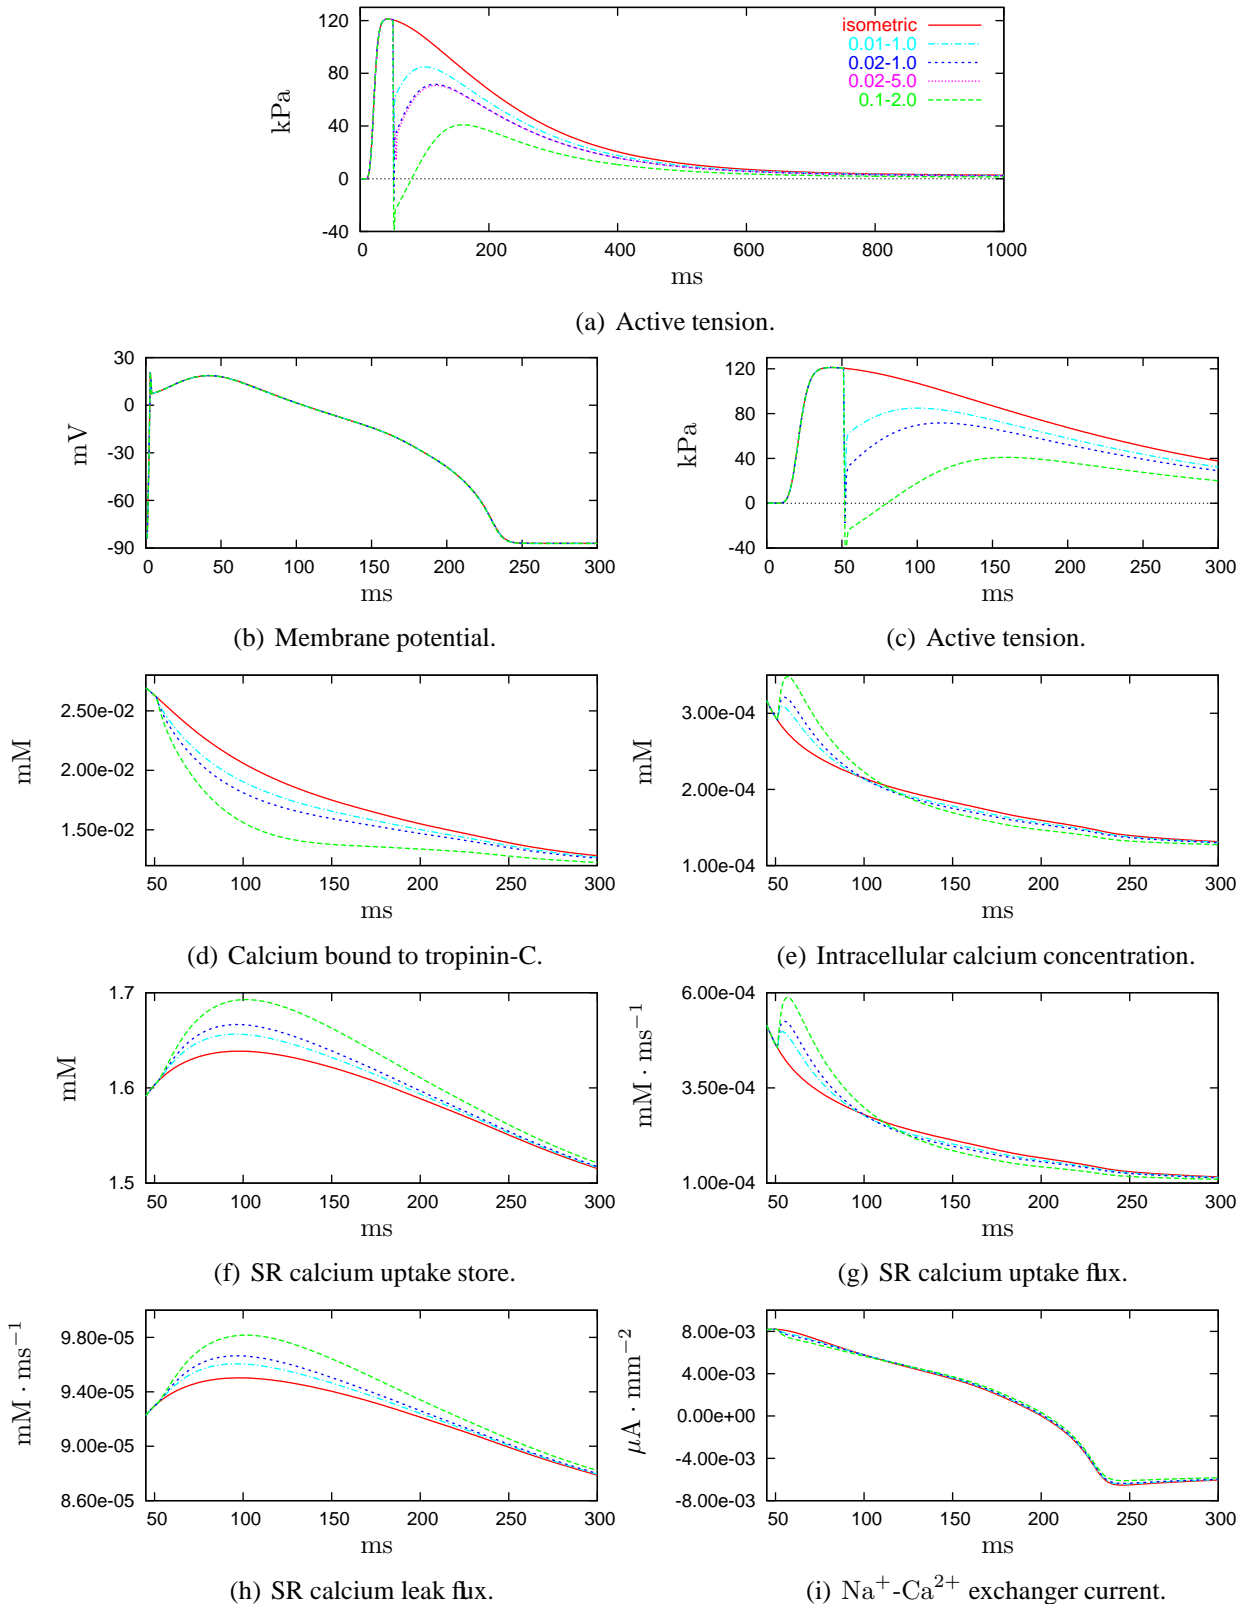 120
80
40
0
-40
kPa
isometric
0.01-1.0
0.02-1.0
0.02-5.0
0.1-2.0
0 200 400 600 800 1000
ms
(a) Active tension.
30
0
-30
-60
-90
mV
0 50 100 150 200 250 300
ms
(b) Membrane potential.
120
80
40
0
-40
kPa
0 50 100 150 200 250 300
ms
(c) Active tension.
2.50e-02
2.00e-02
1.50e-02
mM
50 100 150 200 250 300
ms
(d) Calcium bound to tropinin-C.
3.00e-04
2.00e-04
1.00e-04
mM
50 100 150 200 250 300
ms
(e) Intracellular calcium concentration.
1.7
1.6
1.5
mM
50 100 150 200 250 300
ms
(f) SR calcium uptake store.
6.00e-04
3.50e-04
1.00e-04
mM · ms⁻¹
50 100 150 200 250 300
ms
(g) SR calcium uptake flux.
9.80e-05
9.40e-05
9.00e-05
8.60e-05
mM · ms⁻¹
50 100 150 200 250 300
ms
(h) SR calcium leak flux.
8.00e-03
4.00e-03
0.00e+00
-4.00e-03
-8.00e-03
μA · mm⁻²
50 100 150 200 250 300
ms
(i) Na⁺-Ca²⁺ exchanger current.